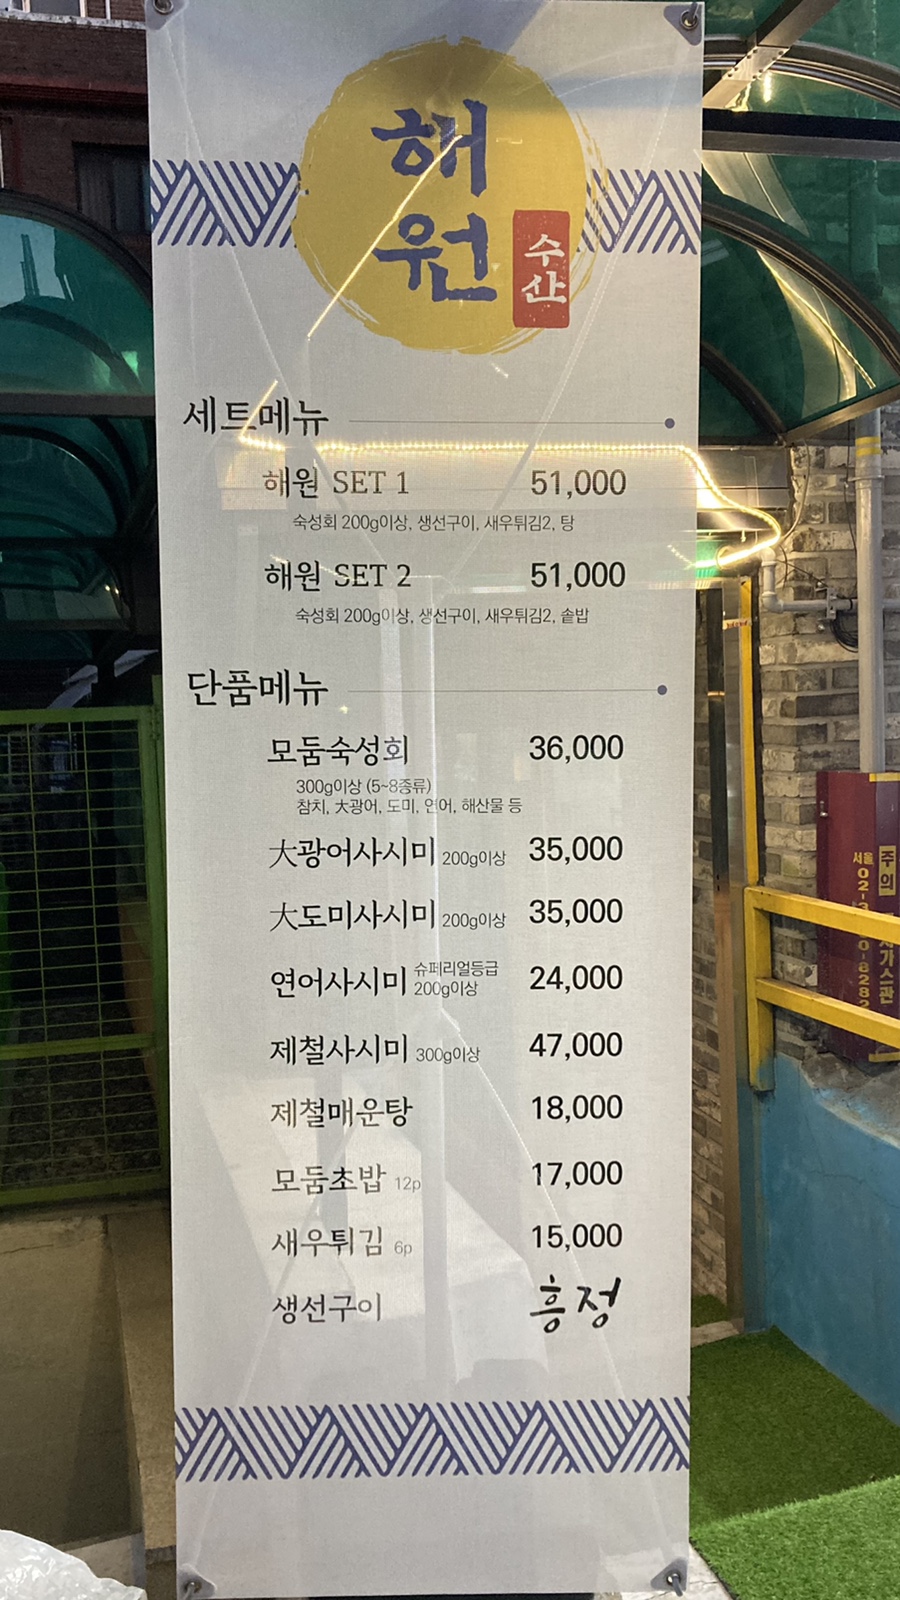 해
원
수
산
세트메뉴
해원 SET 1 51,000
숙성회 200g이상, 생선구이, 새우튀김2, 탕
해원 SET 2 51,000
숙성회 200g이상, 생선구이, 새우튀김2, 솥밥
단품메뉴
모둠숙성회 36,000
300g이상 (5~8종류)
참치, 大광어, 도미, 연어, 해산물 등
大광어사시미 200g이상 35,000
大도미사시미 200g이상 35,000
연어사시미 슈페리얼등급 24,000
200g이상
제철사시미 300g이상 47,000
제철매운탕 18,000
모둠초밥 12p 17,000
새우튀김 6p 15,000
생선구이 흥정
주의
가스관
서울